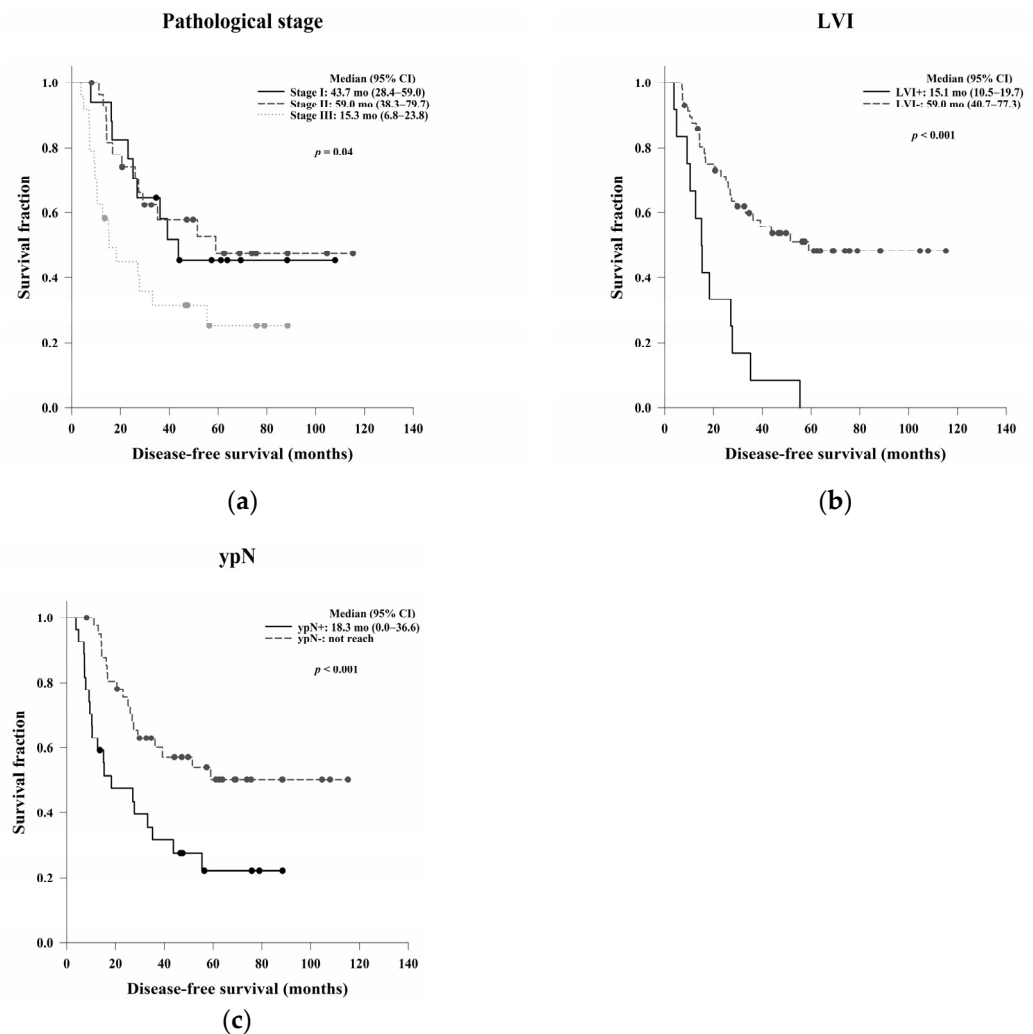 Pathological stage
Median (95% CI)
Stage I: 43.7 mo (28.4–59.0)
Stage II: 59.0 mo (38.3–79.7)
Stage III: 15.3 mo (6.8–23.8)
p = 0.04
Survival fraction
1.0
0.8
0.6
0.4
0.2
0.0
0 20 40 60 80 100 120 140
Disease-free survival (months)
(a)
LVI
Median (95% CI)
LVI+: 15.1 mo (10.5–19.7)
LVI-: 59.0 mo (40.7–77.3)
p < 0.001
Survival fraction
1.0
0.8
0.6
0.4
0.2
0.0
0 20 40 60 80 100 120 140
Disease-free survival (months)
(b)
ypN
Median (95% CI)
ypN+: 18.3 mo (0.0–36.6)
ypN-: not reach
p < 0.001
Survival fraction
1.0
0.8
0.6
0.4
0.2
0.0
0 20 40 60 80 100 120 140
Disease-free survival (months)
(c)